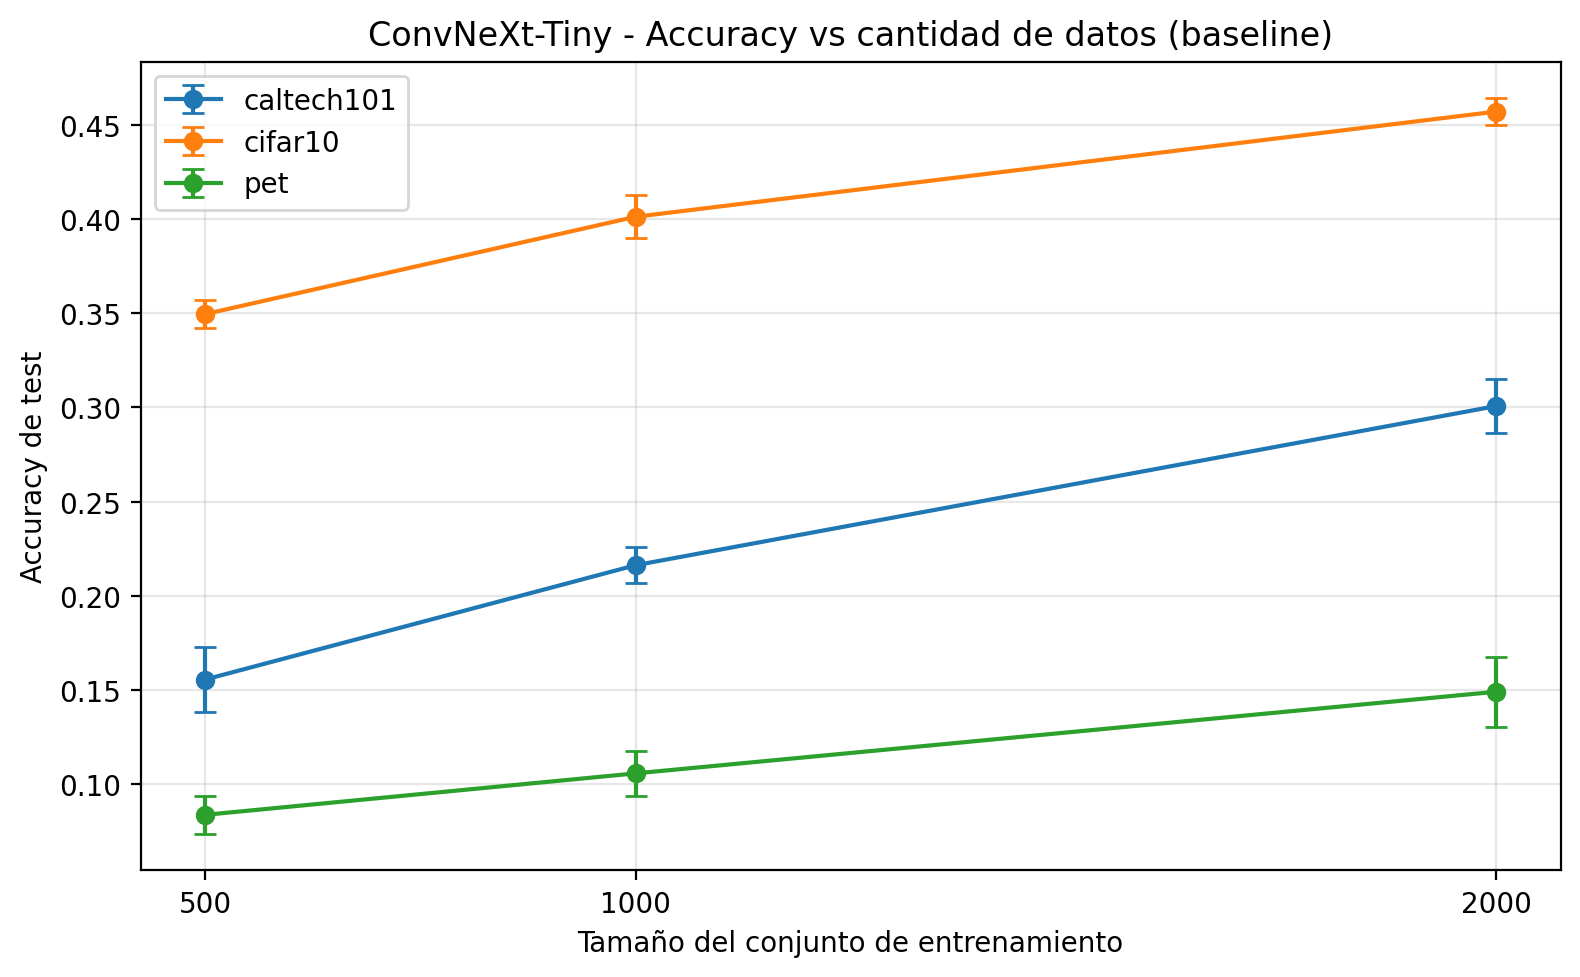 ConvNeXt-Tiny - Accuracy vs cantidad de datos (baseline)
caltech101
cifar10
pet
Accuracy de test
0.45
0.40
0.35
0.30
0.25
0.20
0.15
0.10
500
1000
2000
Tamaño del conjunto de entrenamiento